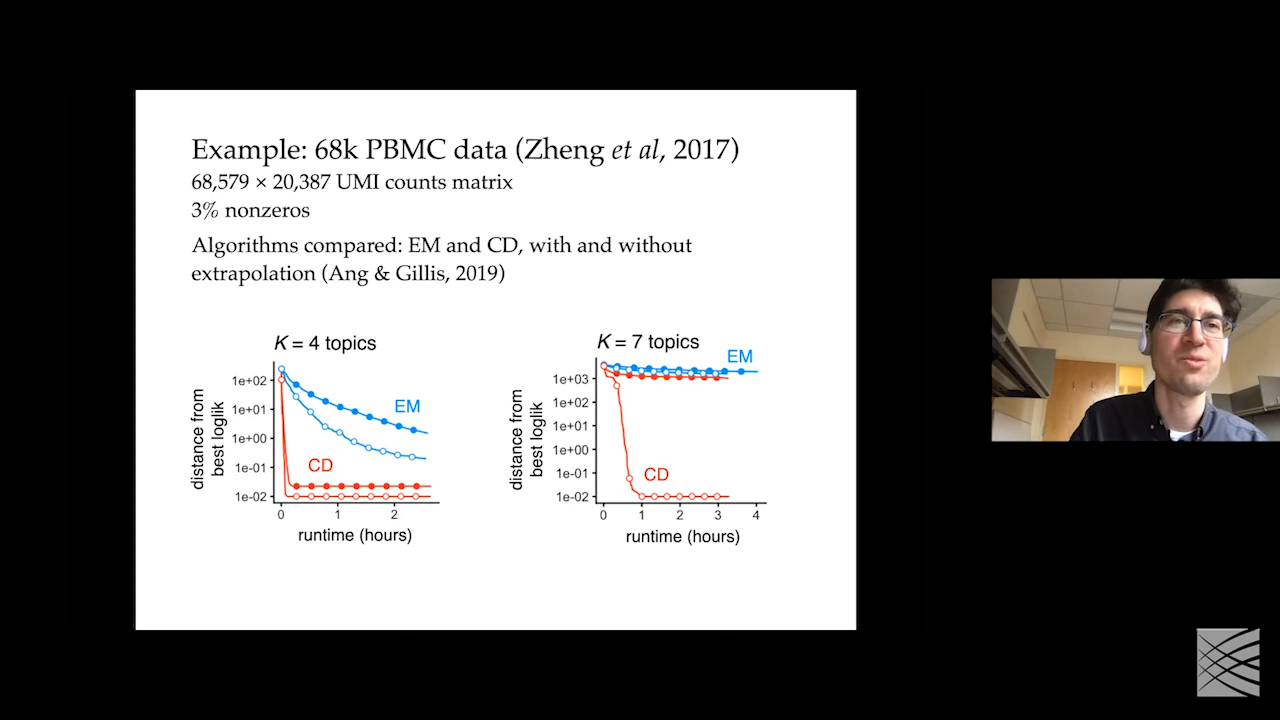 Example: 68k PBMC data (Zheng et al, 2017)
68,579 × 20,387 UMI counts matrix
3% nonzeros
Algorithms compared: EM and CD, with and without
extrapolation (Ang & Gillis, 2019)
K = 4 topics
distance from
best loglik
1e+02
1e+01
1e+00
1e-01
1e-02
EM
CD
0 1 2
runtime (hours)
K = 7 topics
distance from
best loglik
1e+03
1e+02
1e+01
1e+00
1e-01
1e-02
EM
CD
0 1 2 3 4
runtime (hours)